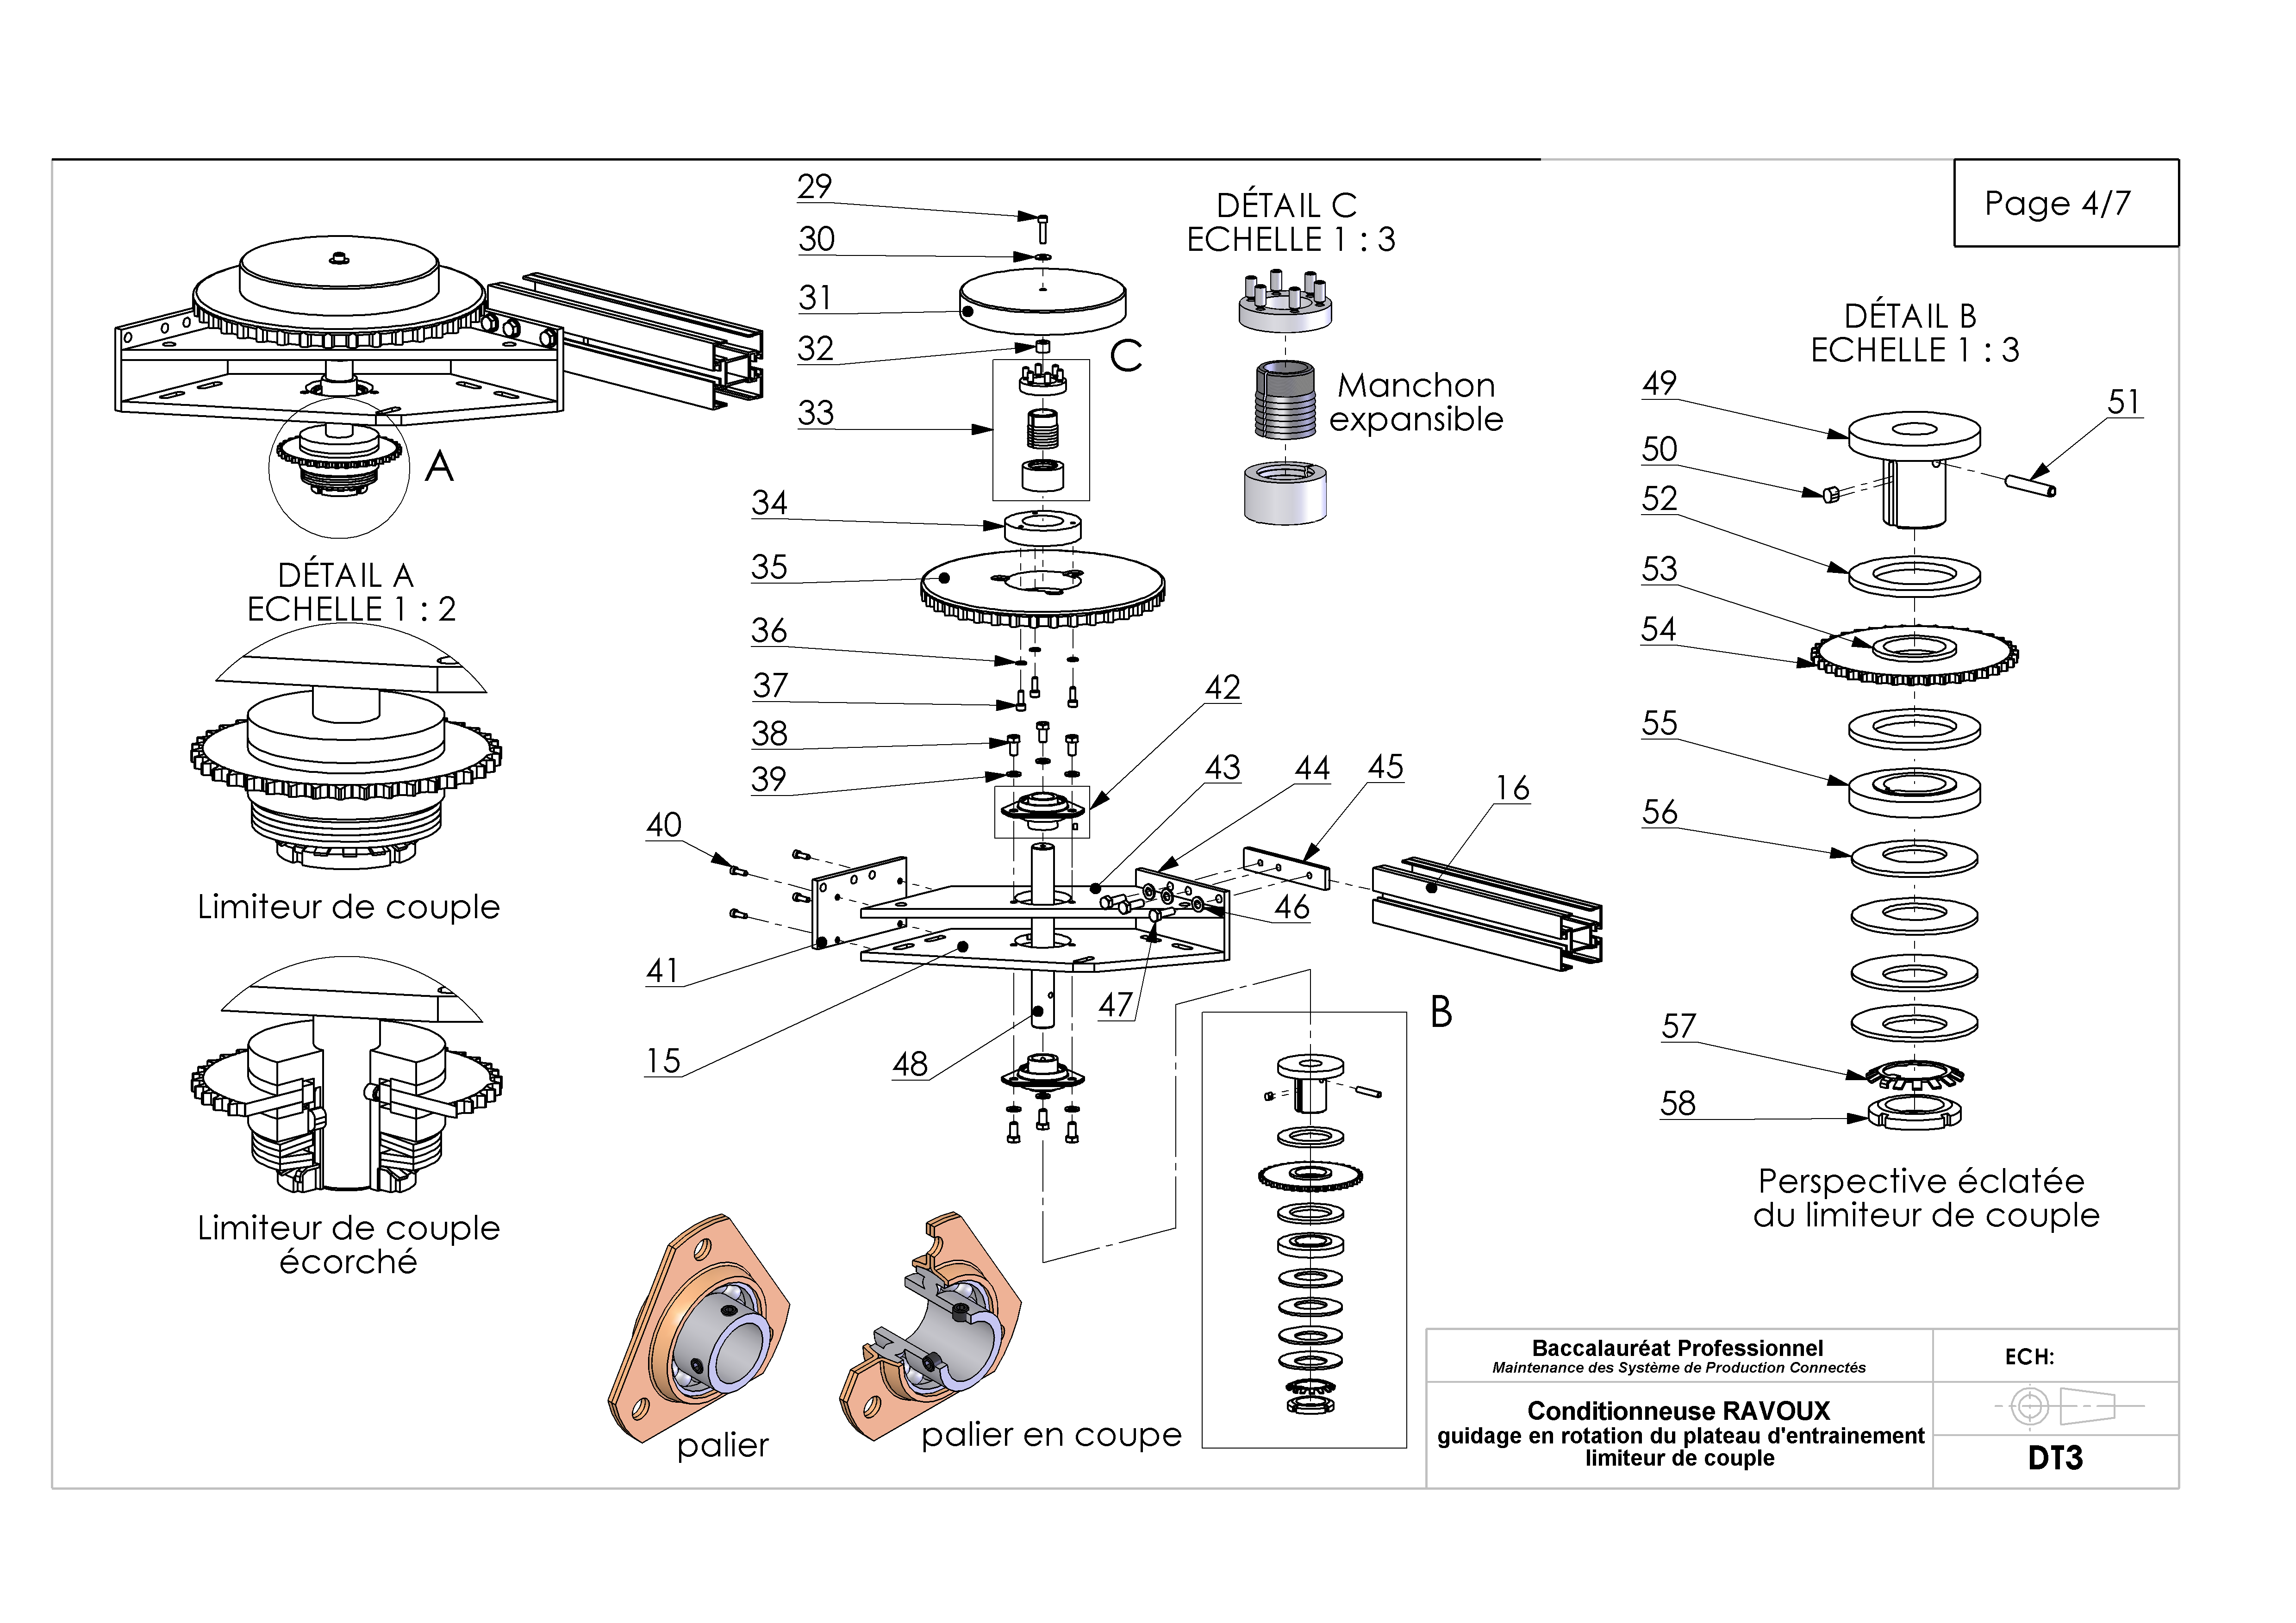 Page 4/7
29
30
31
32
33
34
35
36
37
38
39
40
41
15
42
43
44
45
16
46
47
48
A
B
C
DÉTAIL A
ECHELLE 1 : 2
Limiteur de couple
Limiteur de couple
écorché
DÉTAIL C
ECHELLE 1 : 3
Manchon
expansible
DÉTAIL B
ECHELLE 1 : 3
49
50
51
52
53
54
55
56
57
58
Perspective éclatée
du limiteur de couple
palier
palier en coupe
Baccalauréat Professionnel
Maintenance des Système de Production Connectés
ECH:
Conditionneuse RAVOUX
guidage en rotation du plateau d'entrainement
limiteur de couple
DT3